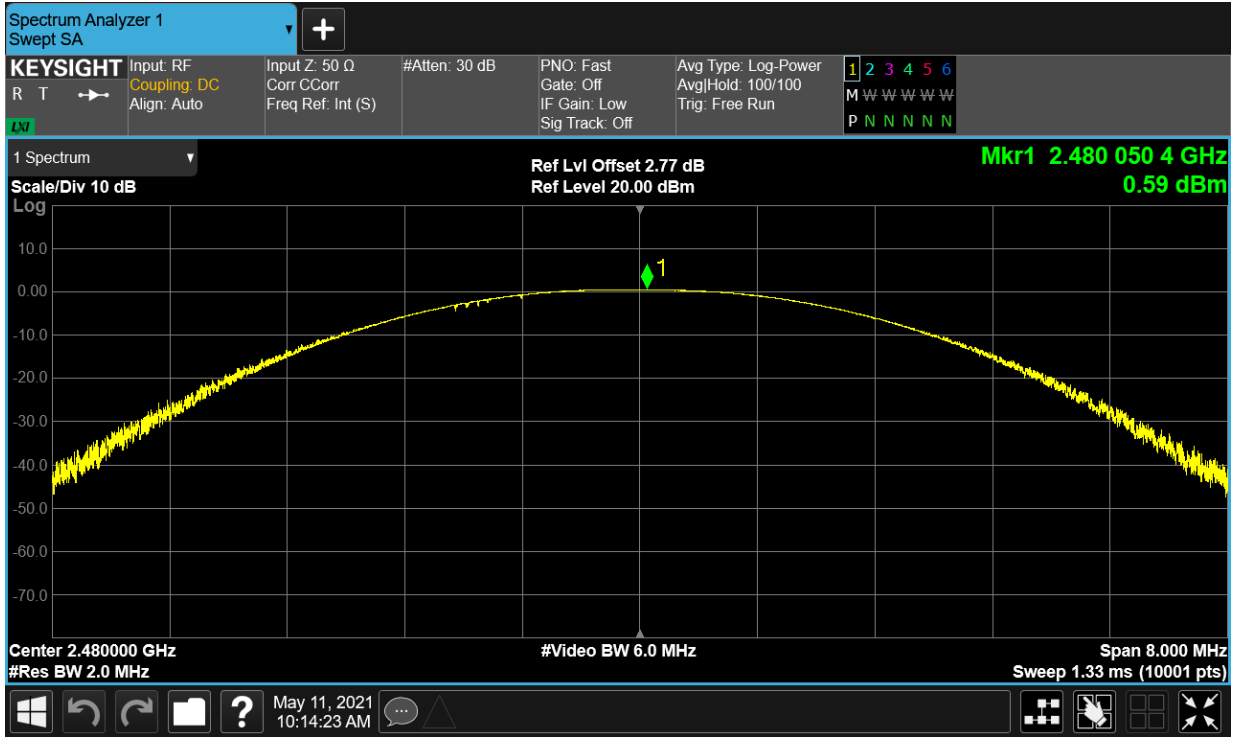 Spectrum Analyzer 1
Swept SA
▼
+
KEYSIGHT
R T
LXI
Input: RF
Coupling: DC
Align: Auto
Input Z: 50 Ω
Corr CCorr
Freq Ref: Int (S)
#Atten: 30 dB
PNO: Fast
Gate: Off
IF Gain: Low
Sig Track: Off
Avg Type: Log-Power
Avg|Hold: 100/100
Trig: Free Run
1 2 3 4 5 6
M W W W W W
P N N N N N
1 Spectrum ▼
Scale/Div 10 dB
Ref Lvl Offset 2.77 dB
Ref Level 20.00 dBm
Mkr1 2.480 050 4 GHz
0.59 dBm
Log
10.0
0.00
-10.0
-20.0
-30.0
-40.0
-50.0
-60.0
-70.0
1
Center 2.480000 GHz
#Res BW 2.0 MHz
#Video BW 6.0 MHz
Span 8.000 MHz
Sweep 1.33 ms (10001 pts)
?
May 11, 2021
10:14:23 AM